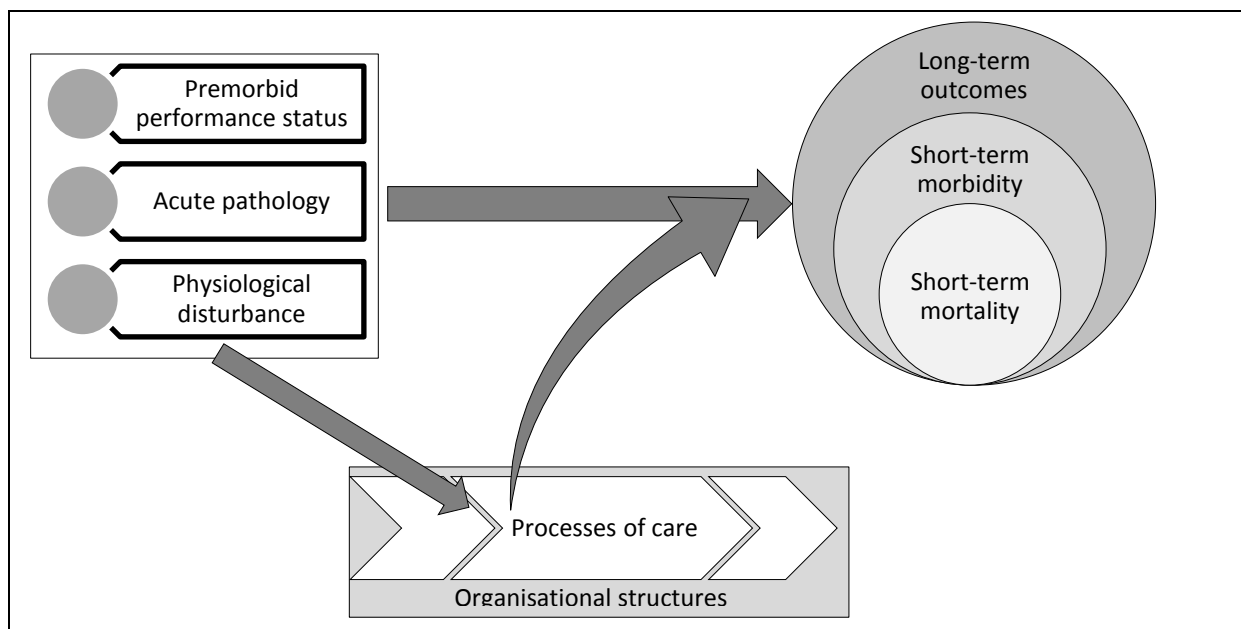 Premorbid
performance status
Acute pathology
Physiological
disturbance
Long-term
outcomes
Short-term
morbidity
Short-term
mortality
Processes of care
Organisational structures